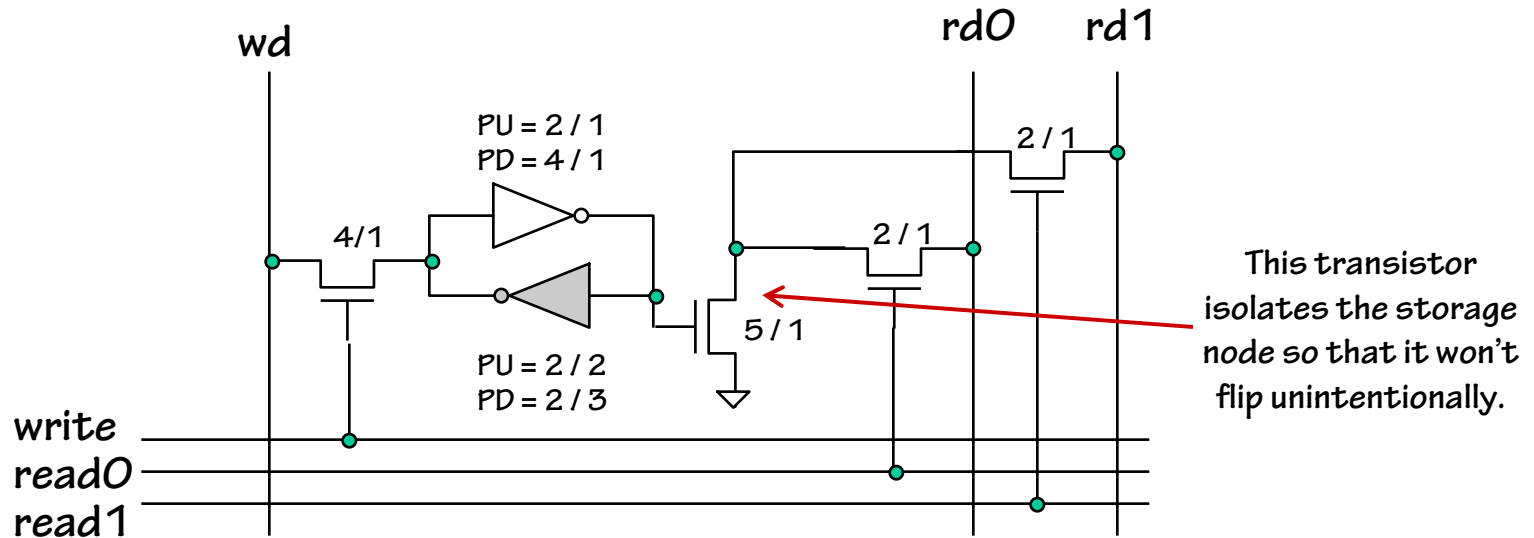 wd
rd0
rd1
PU = 2 / 1
PD = 4 / 1
2 / 1
4/1
2 / 1
5 / 1
PU = 2 / 2
PD = 2 / 3
This transistor
isolates the storage
node so that it won't
flip unintentionally.
write
read0
read1